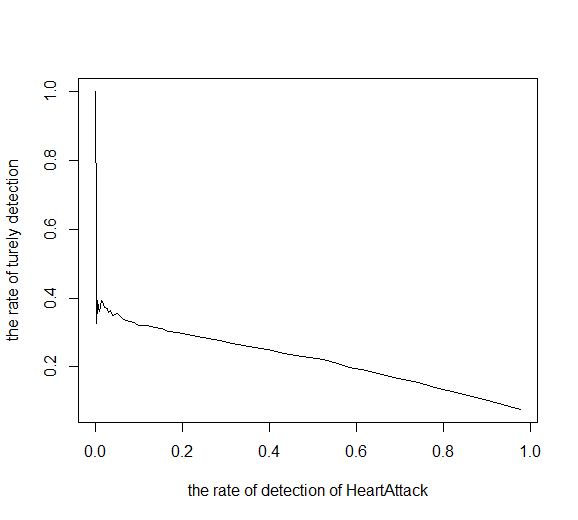 the rate of turely detection
1.0
0.8
0.6
0.4
0.2
0.0 0.2 0.4 0.6 0.8 1.0
the rate of detection of HeartAttack